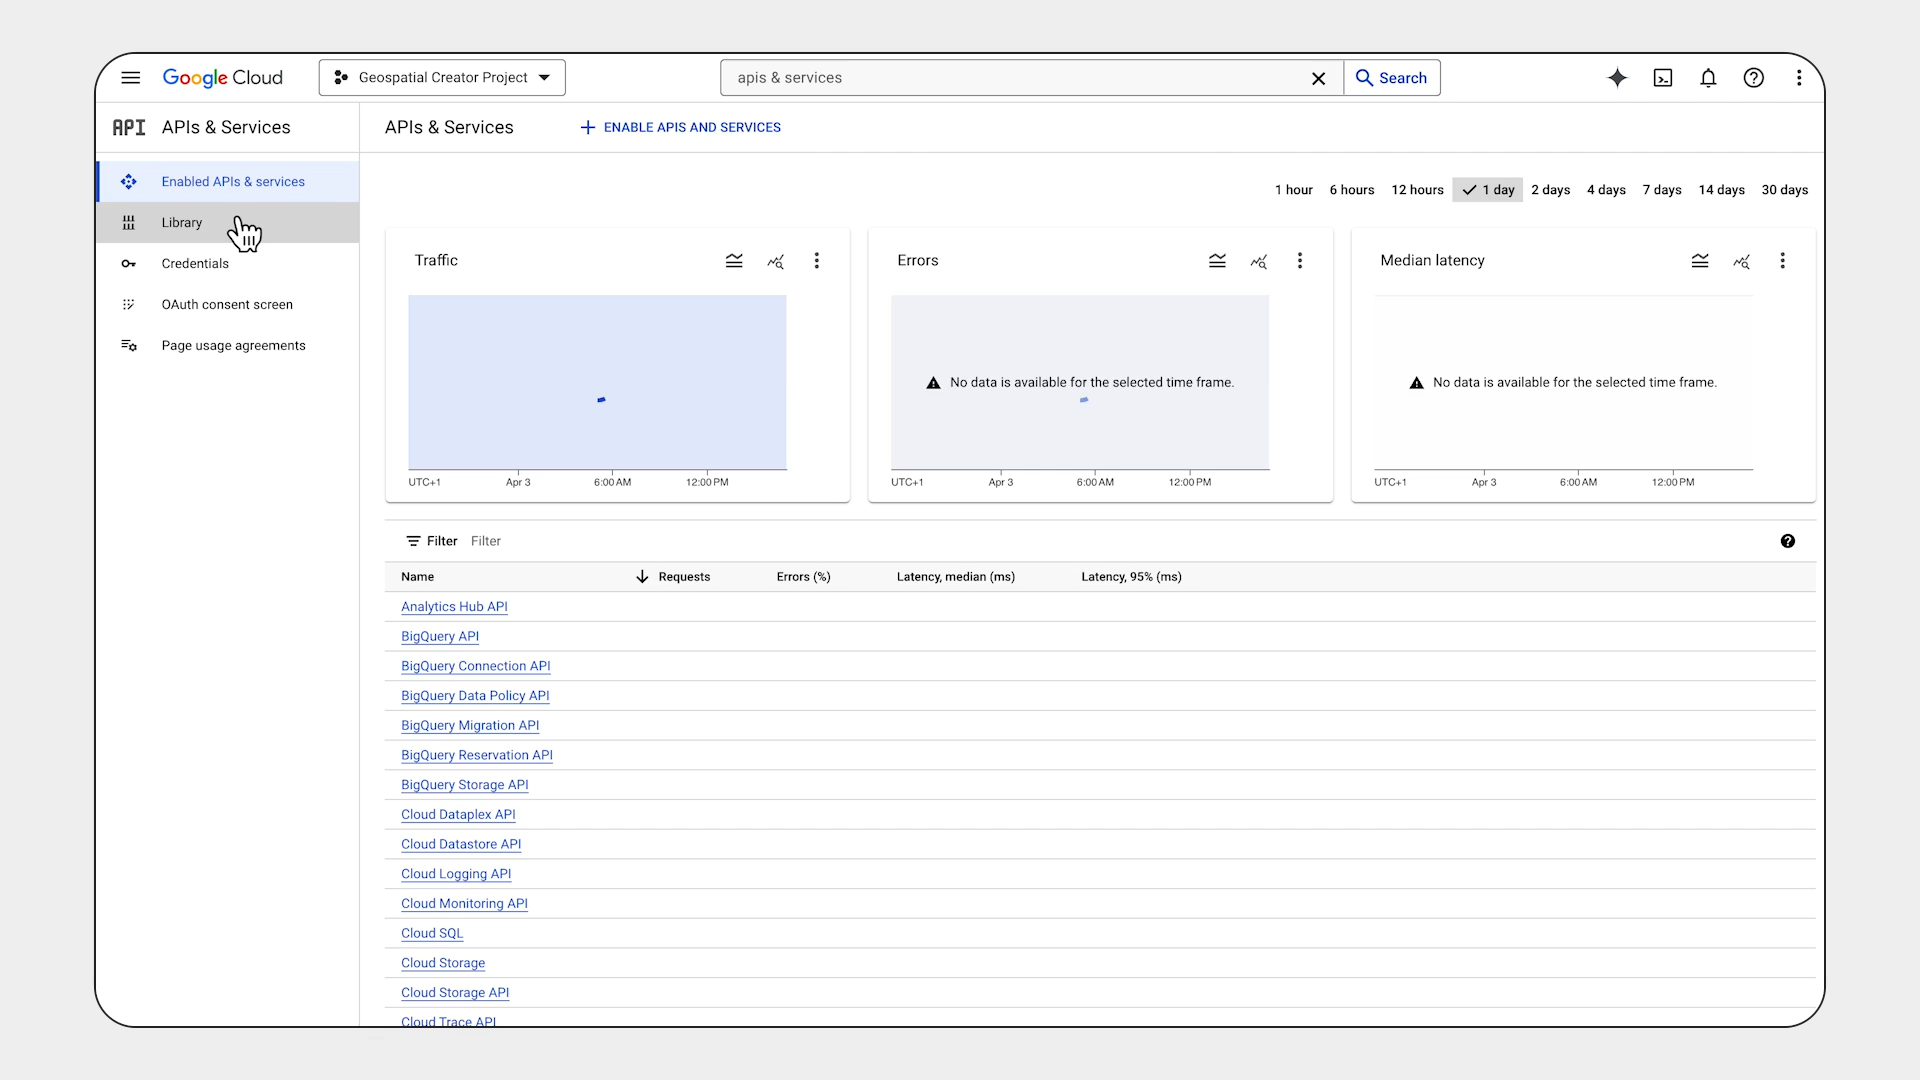 Google Cloud
Geospatial Creator Project
apis & services
Search
API APIs & Services
APIs & Services
ENABLE APIS AND SERVICES
Enabled APIs & services
Library
Credentials
OAuth consent screen
Page usage agreements
1 hour 6 hours 12 hours 1 day 2 days 4 days 7 days 14 days 30 days
Traffic
UTC+1 Apr 3 6:00 AM 12:00 PM
Errors
No data is available for the selected time frame.
UTC+1 Apr 3 6:00 AM 12:00 PM
Median latency
No data is available for the selected time frame.
UTC+1 Apr 3 6:00 AM 12:00 PM
Filter Filter
Name Requests Errors (%) Latency, median (ms) Latency, 95% (ms)
Analytics Hub API
BigQuery API
BigQuery Connection API
BigQuery Data Policy API
BigQuery Migration API
BigQuery Reservation API
BigQuery Storage API
Cloud Dataplex API
Cloud Datastore API
Cloud Logging API
Cloud Monitoring API
Cloud SQL
Cloud Storage
Cloud Storage API
Cloud Trace API